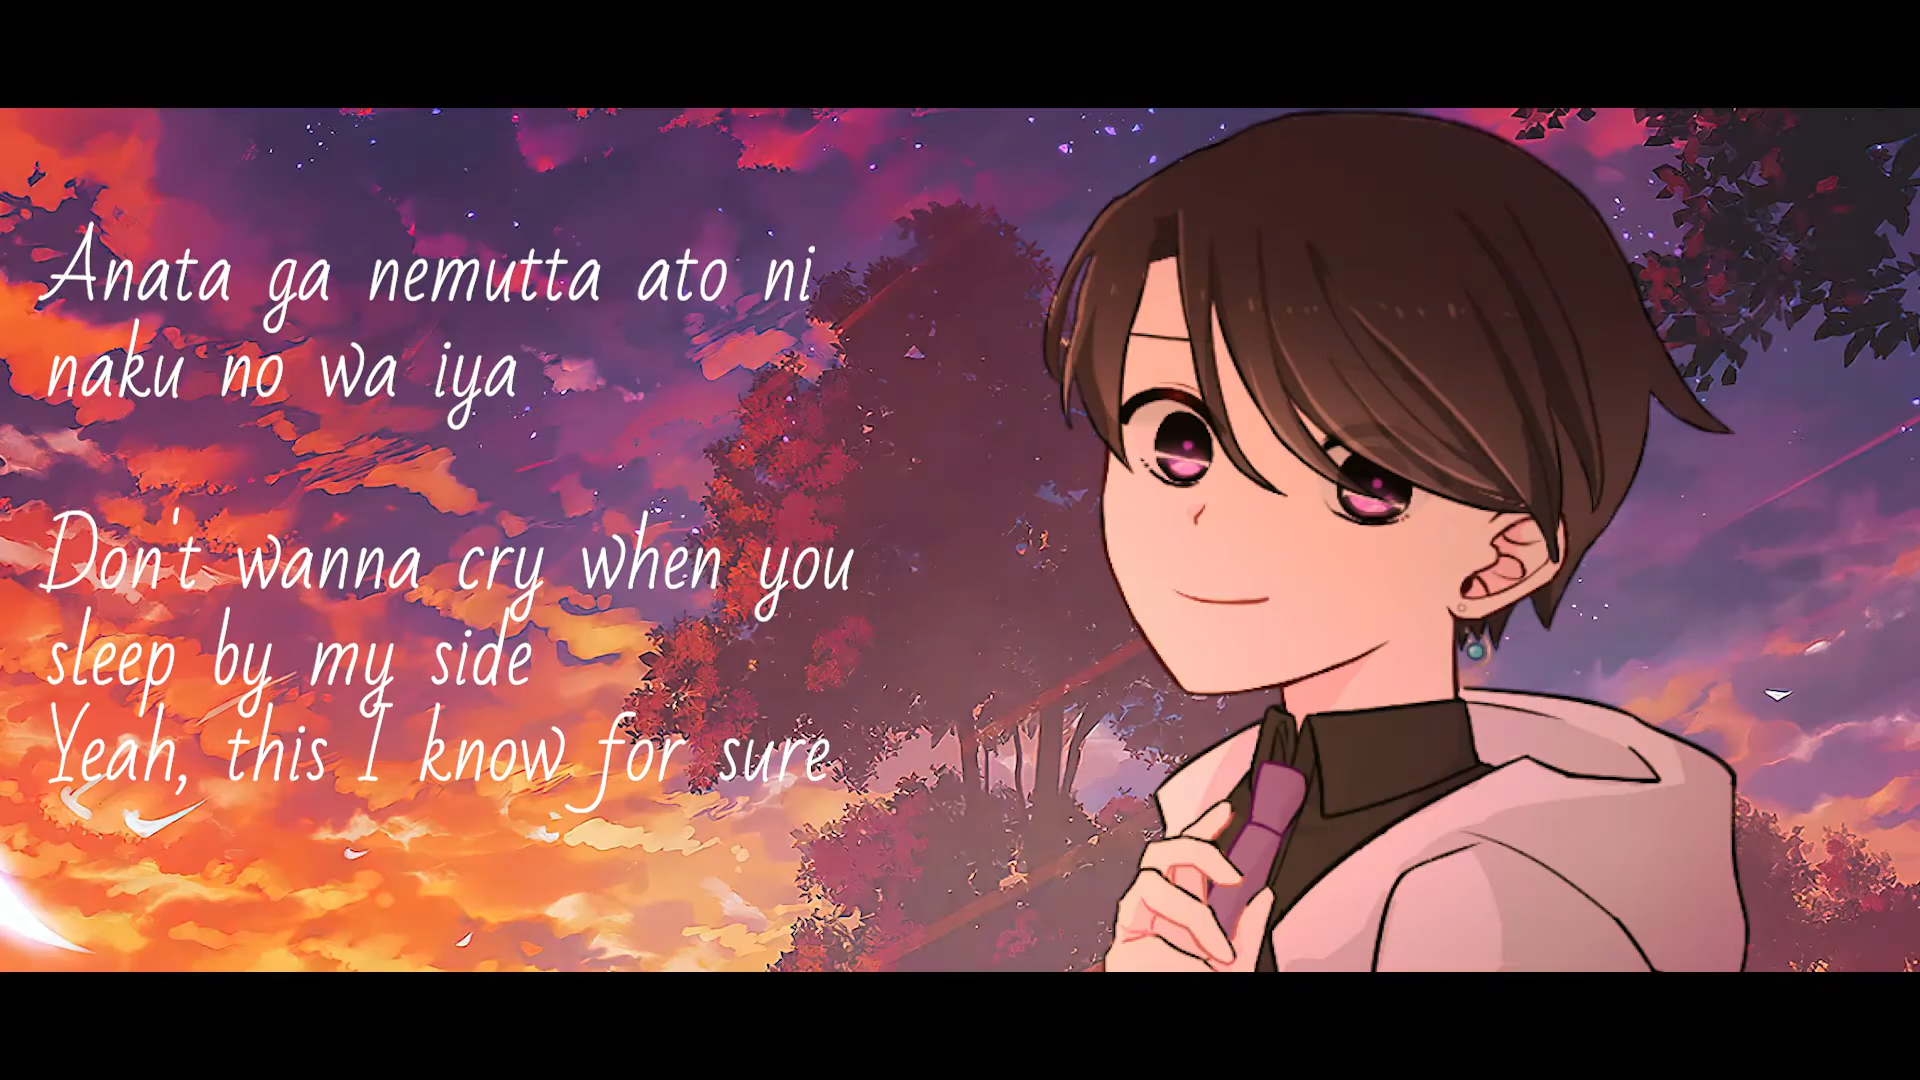 Anata ga nemutta ato ni
naku no wa iya
Don't wanna cry when you
sleep by my side
Yeah, this I know for sure